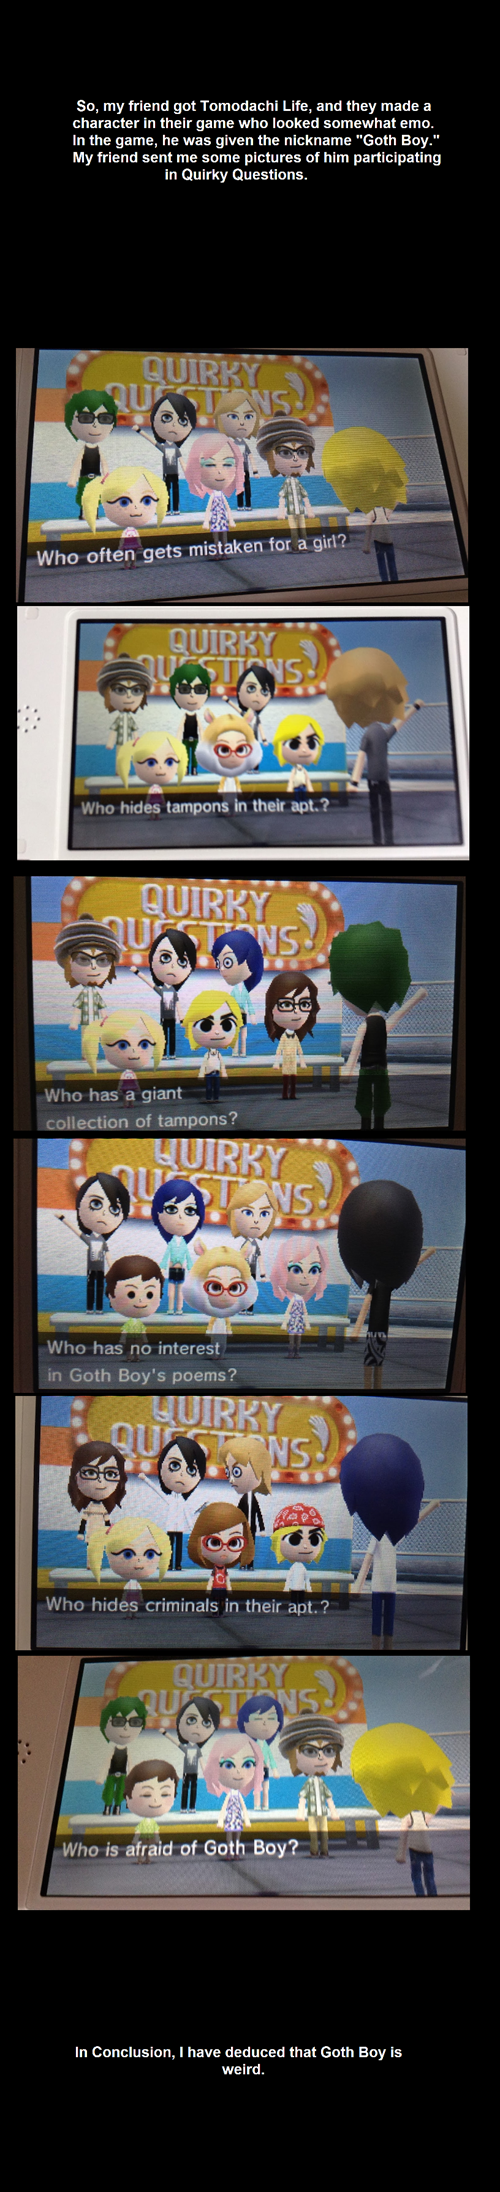 So, my friend got Tomodachi Life, and they made a
character in their game who looked somewhat emo.
In the game, he was given the nickname "Goth Boy."
My friend sent me some pictures of him participating
in Quirky Questions.
QUIRKY
QUESTIONS!
Who often gets mistaken for a girl?
QUIRKY
QUESTIONS!
Who hides tampons in their apt.?
QUIRKY
QUESTIONS!
Who has a giant
collection of tampons?
QUIRKY
QUESTIONS!
Who has no interest
in Goth Boy's poems?
QUIRKY
QUESTIONS!
Who hides criminals in their apt.?
QUIRKY
QUESTIONS!
Who is afraid of Goth Boy?
In Conclusion, I have deduced that Goth Boy is
weird.